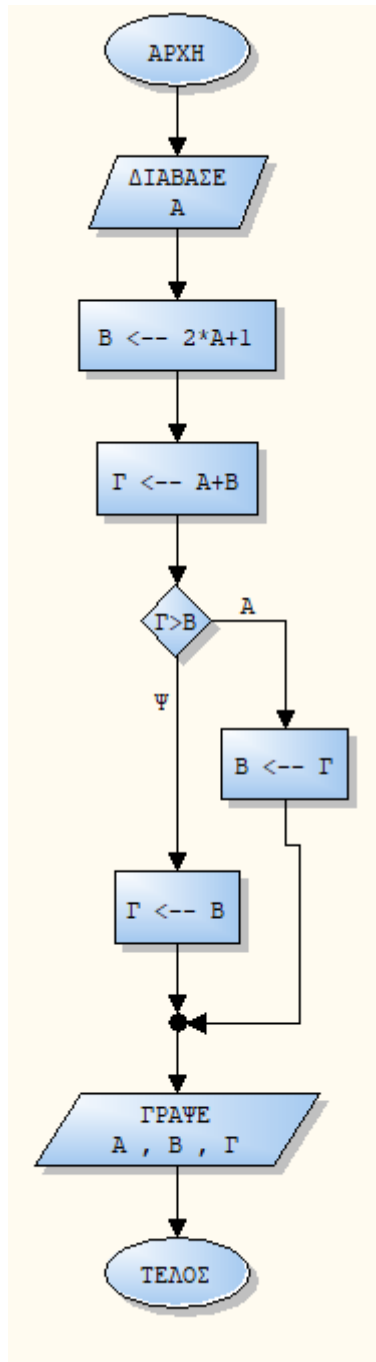 ΑΡΧΗ
ΔΙΑΒΑΣΕ
Α
Β <-- 2*Α+1
Γ <-- Α+Β
Γ>Β
Α
Ψ
Β <-- Γ
Γ <-- Β
ΓΡΑΨΕ
Α , Β , Γ
ΤΕΛΟΣ